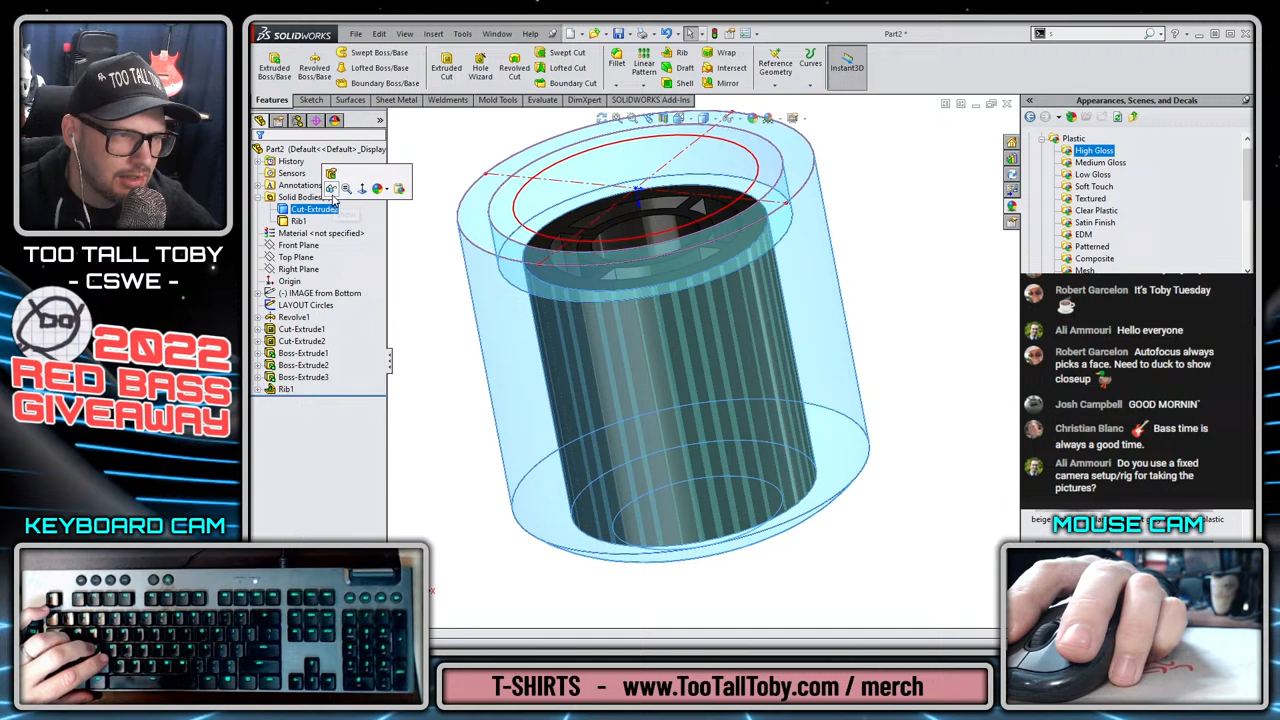 TOO TALL TOBY
- CSWE -
2022
RED BASS
GIVEAWAY
KEYBOARD CAM
SOLIDWORKS
File
Edit
View
Insert
Tools
Window
Help
Part2 *
s
Extruded
Boss/Base
Revolved
Boss/Base
Swept Boss/Base
Lofted Boss/Base
Boundary Boss/Base
Extruded
Cut
Hole
Wizard
Revolved
Cut
Swept Cut
Lofted Cut
Boundary Cut
Fillet
Linear
Pattern
Rib
Draft
Shell
Wrap
Intersect
Mirror
Reference
Geometry
Curves
Instant3D
Features
Sketch
Surfaces
Sheet Metal
Weldments
Mold Tools
Evaluate
DimXpert
SOLIDWORKS Add-Ins
Part2 (Default<<Default>_Display
History
Sensors
Annotations
Solid Bodies
Cut-Extrude2
Rib1
Material <not specified>
Front Plane
Top Plane
Right Plane
Origin
(-) IMAGE from Bottom
LAYOUT Circles
Revolve1
Cut-Extrude1
Cut-Extrude2
Boss-Extrude1
Boss-Extrude2
Boss-Extrude3
Rib1
Appearances, Scenes, and Decals
Plastic
High Gloss
Medium Gloss
Low Gloss
Soft Touch
Textured
Clear Plastic
Satin Finish
EDM
Patterned
Composite
Mesh
Robert Garcelon It's Toby Tuesday
Ali Ammouri Hello everyone
Robert Garcelon Autofocus always
picks a face. Need to duck to show
closeup
Josh Campbell GOOD MORNIN`
Christian Blanc Bass time is
always a good time.
Ali Ammouri Do you use a fixed
camera setup/rig for taking the
pictures?
beige
plastic
MOUSE CAM
T-SHIRTS - www.TooTallToby.com / merch